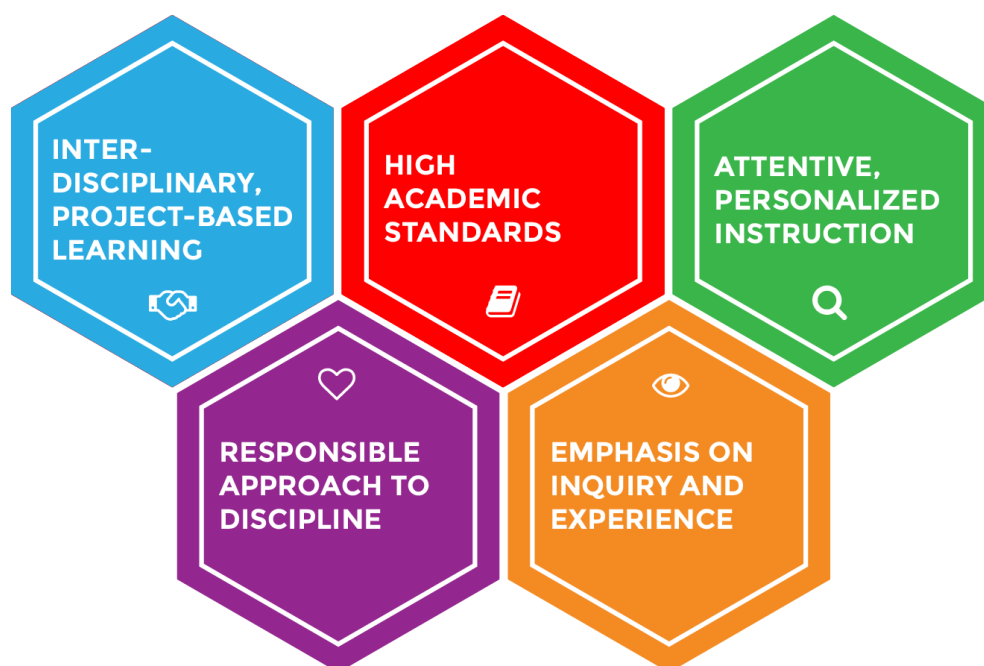 INTER-
DISCIPLINARY,
PROJECT-BASED
LEARNING
HIGH
ACADEMIC
STANDARDS
ATTENTIVE,
PERSONALIZED
INSTRUCTION
RESPONSIBLE
APPROACH TO
DISCIPLINE
EMPHASIS ON
INQUIRY AND
EXPERIENCE